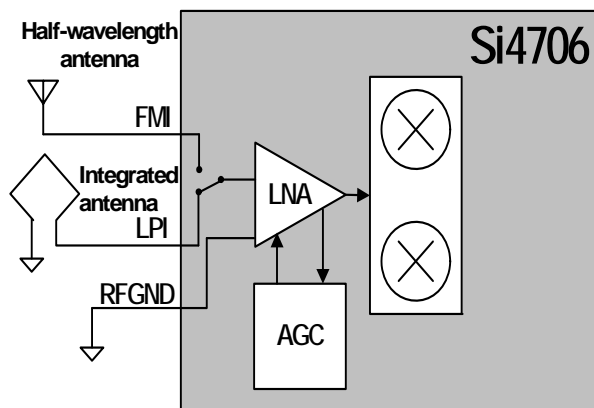 Half-wavelength
antenna
Si4706
FMI
Integrated
antenna
LNA
LPI
RFGND
AGC